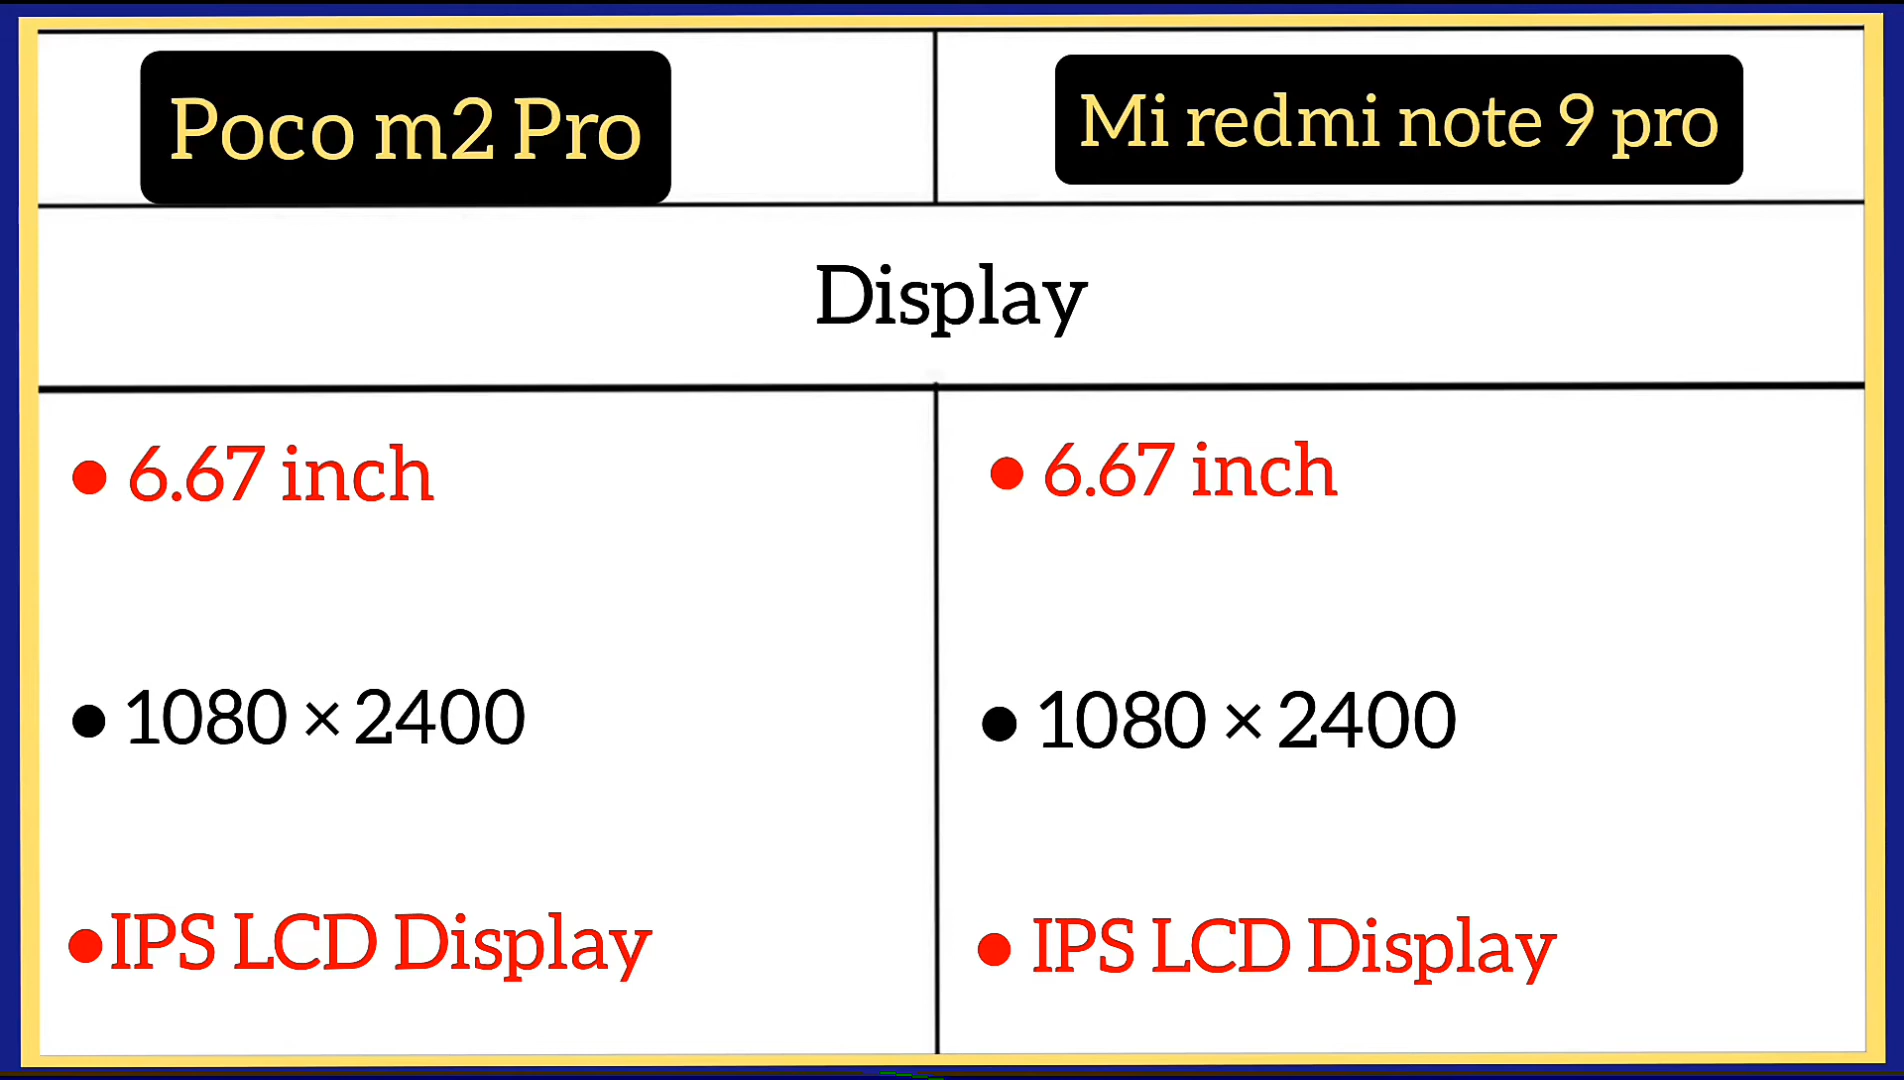 Poco m2 Pro
Mi redmi note 9 pro
Display
• 6.67 inch
• 6.67 inch
• 1080 × 2400
• 1080 × 2400
•IPS LCD Display
• IPS LCD Display